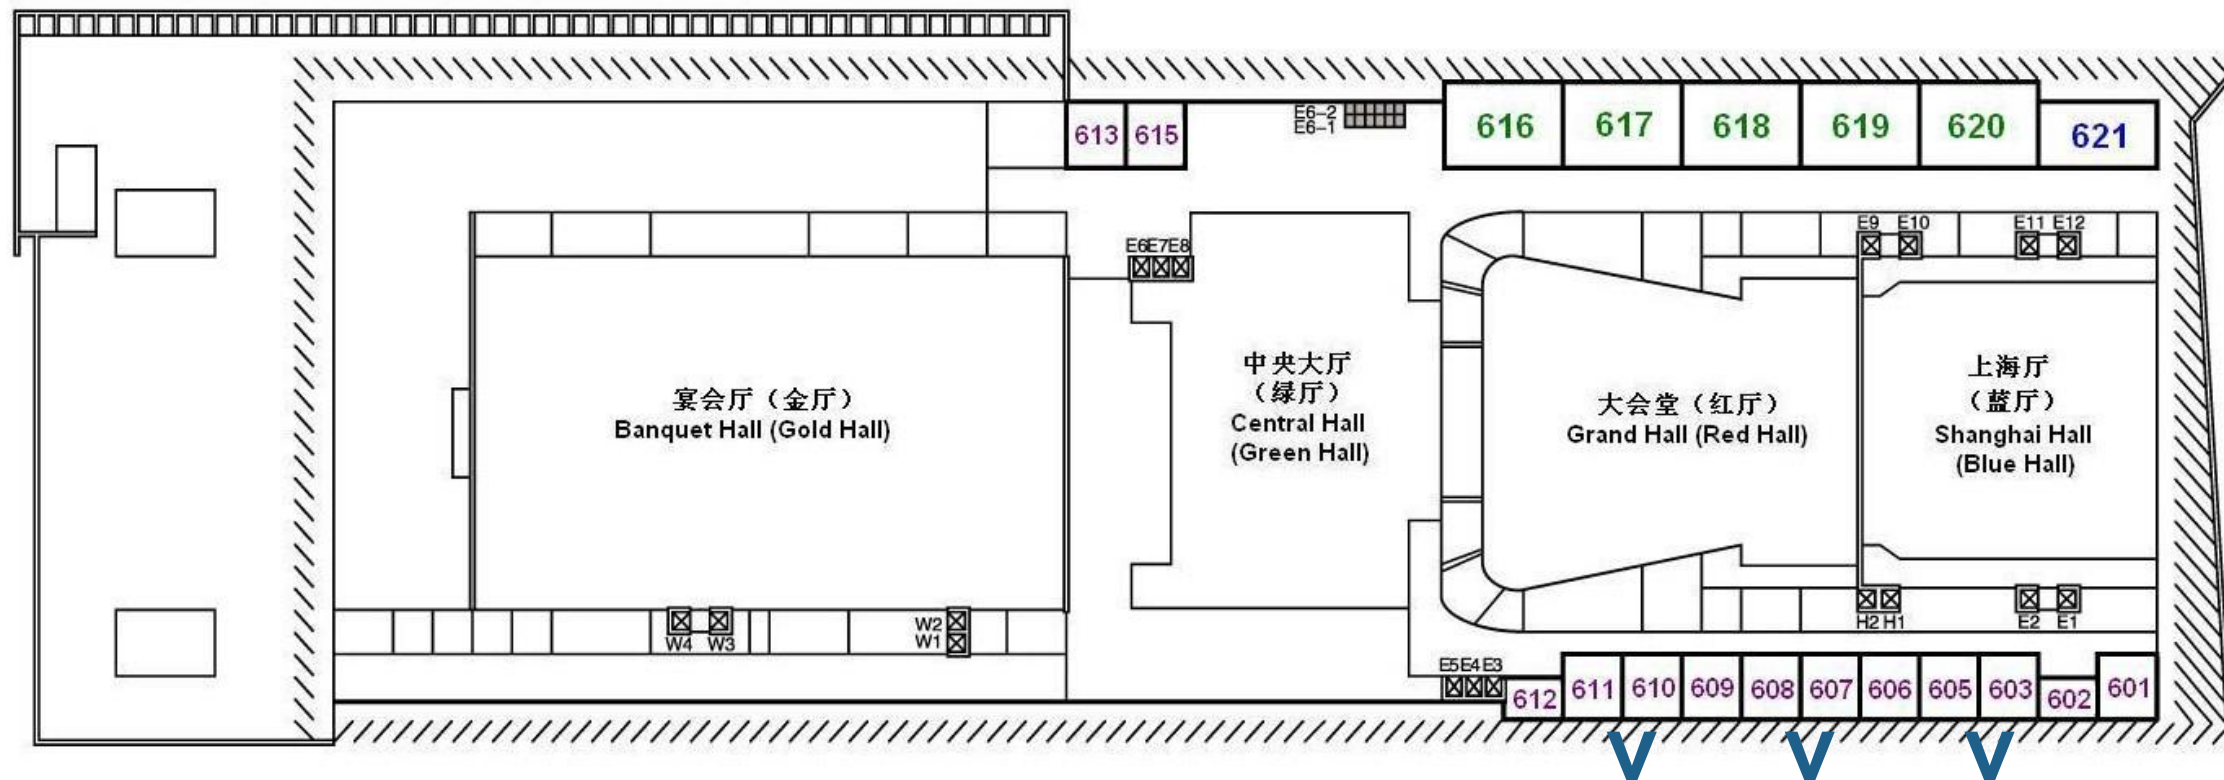 613
615
E6-2
E6-1
616
617
618
619
620
621
E6E7E8
E9
E10
E11
E12
宴会厅（金厅）
Banquet Hall (Gold Hall)
中央大厅
（绿厅）
Central Hall
(Green Hall)
大会堂（红厅）
Grand Hall (Red Hall)
上海厅
（蓝厅）
Shanghai Hall
(Blue Hall)
W4
W3
W2
W1
H2
H1
E2
E1
E5E4E3
612
611
610
609
608
607
606
605
603
602
601
V
V
V